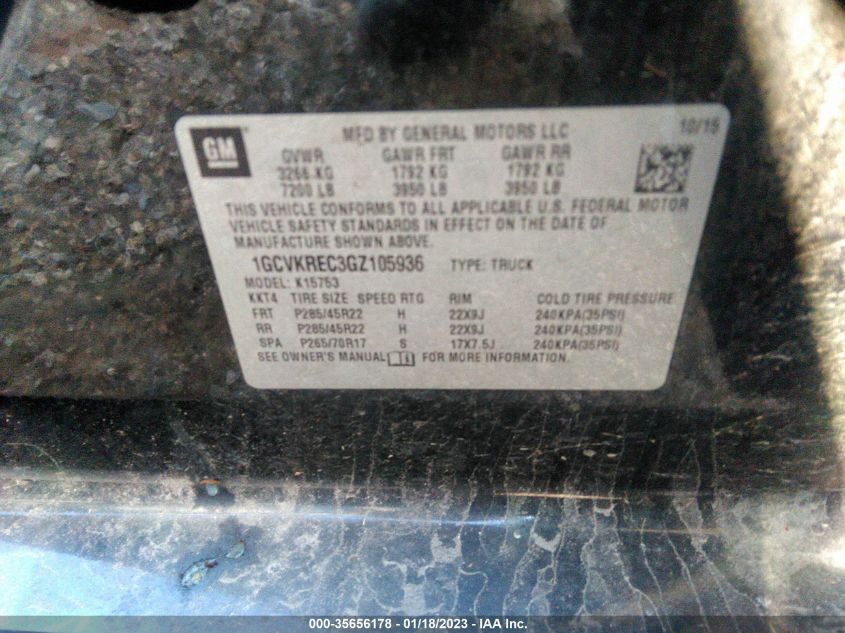 GM ® MFD BY GENERAL MOTORS LLC 10/15
GVWR GAWR FRT GAWR RR
3266 KG 1792 KG 1792 KG
7200 LB 3950 LB 3950 LB
THIS VEHICLE CONFORMS TO ALL APPLICABLE U.S. FEDERAL MOTOR
VEHICLE SAFETY STANDARDS IN EFFECT ON THE DATE OF
MANUFACTURE SHOWN ABOVE.
1GCVKREC3GZ105936 TYPE: TRUCK
MODEL: K15753
KKT4 TIRE SIZE SPEED RTG RIM COLD TIRE PRESSURE
FRT P285/45R22 H 22X9J 240KPA(35PSI)
RR P285/45R22 H 22X9J 240KPA(35PSI)
SPA P265/70R17 S 17X7.5J 240KPA(35PSI)
SEE OWNER'S MANUAL FOR MORE INFORMATION.
000-35656178 — 01/18/2023 — IAA Inc.